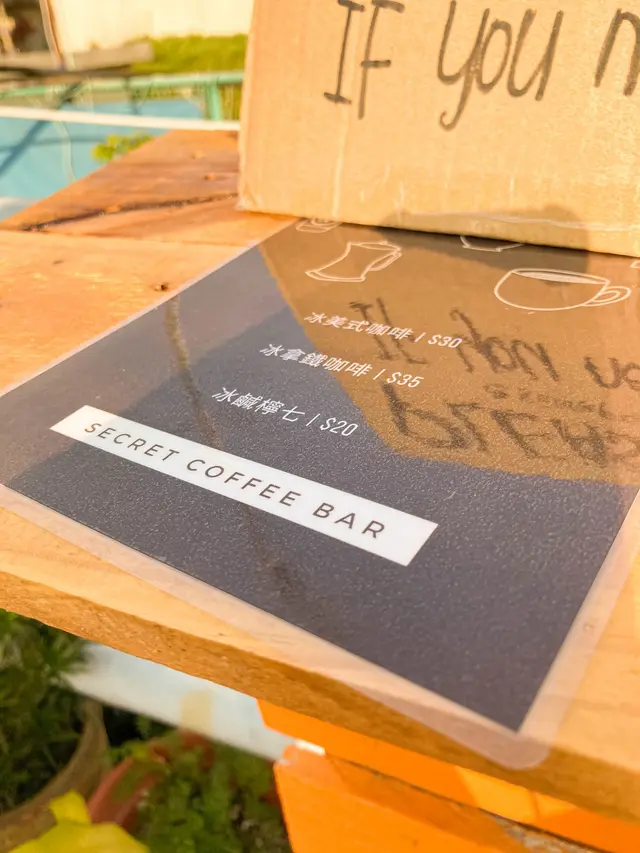 IF YOU
冰美式咖啡 | $30
冰拿鐵咖啡 | $35
冰鹹檸七 | $20
SECRET COFFEE BAR